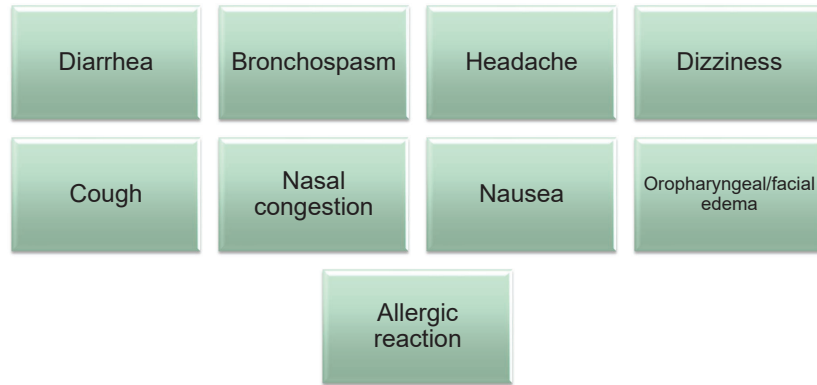 Diarrhea
Bronchospasm
Headache
Dizziness
Cough
Nasal
congestion
Nausea
Oropharyngeal/facial
edema
Allergic
reaction